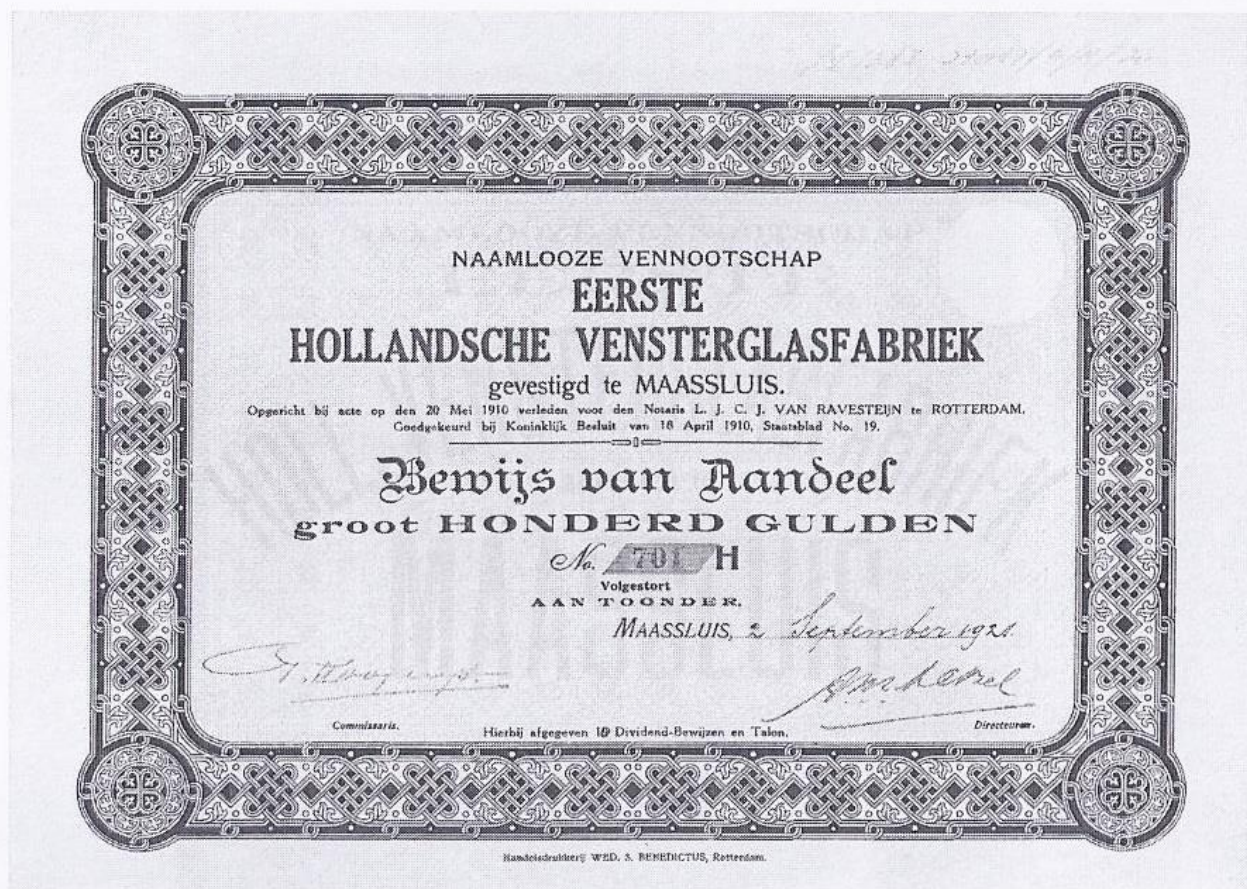 NAAMLOOZE VENNOOTSCHAP
EERSTE
HOLLANDSCHE VENSTERGLASFABRIEK
gevestigd te MAASSLUIS.
Opgericht bij acte op den 20 Mei 1910 verleden voor den Notaris L. J. C. J. VAN RAVESTEIJN te ROTTERDAM.
Goedgekeurd bij Koninklijk Besluit van 18 April 1910, Staatsblad No. 19.
Bewijs van Aandeel
groot HONDERD GULDEN
No. 701 H
Volgestort
AAN TOONDER.
MAASSLUIS, 2 September 1921
Commissaris.
Directeuren.
Hierbij afgegeven 10 Dividend-Bewijzen en Talon.
Handelsdrukkerij WED. S. BENEDICTUS, Rotterdam.